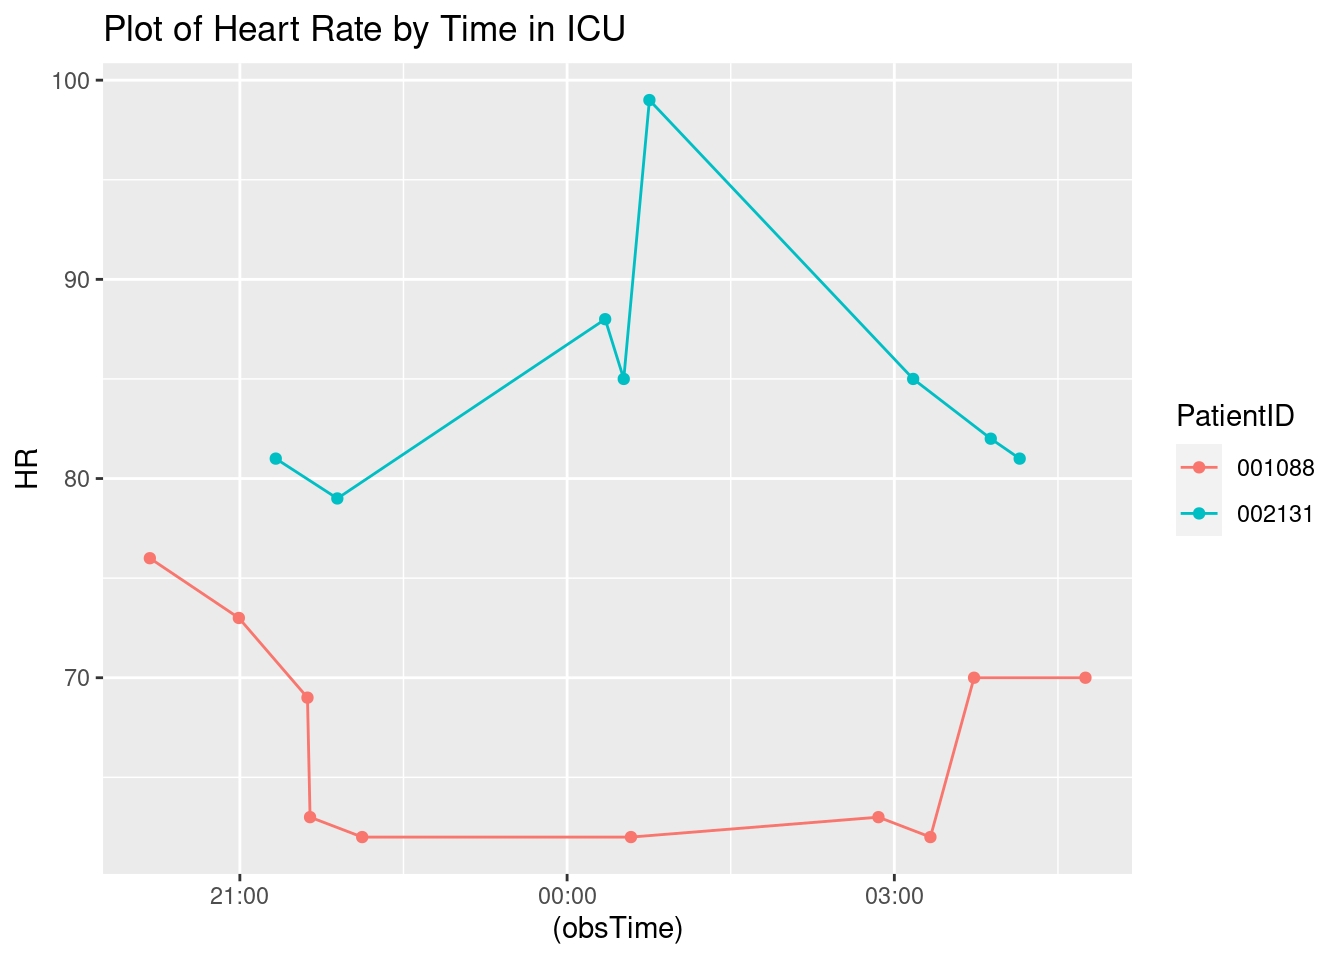 Plot of Heart Rate by Time in ICU
100
90
80
70
HR
21:00
00:00
03:00
(obsTime)
PatientID
001088
002131